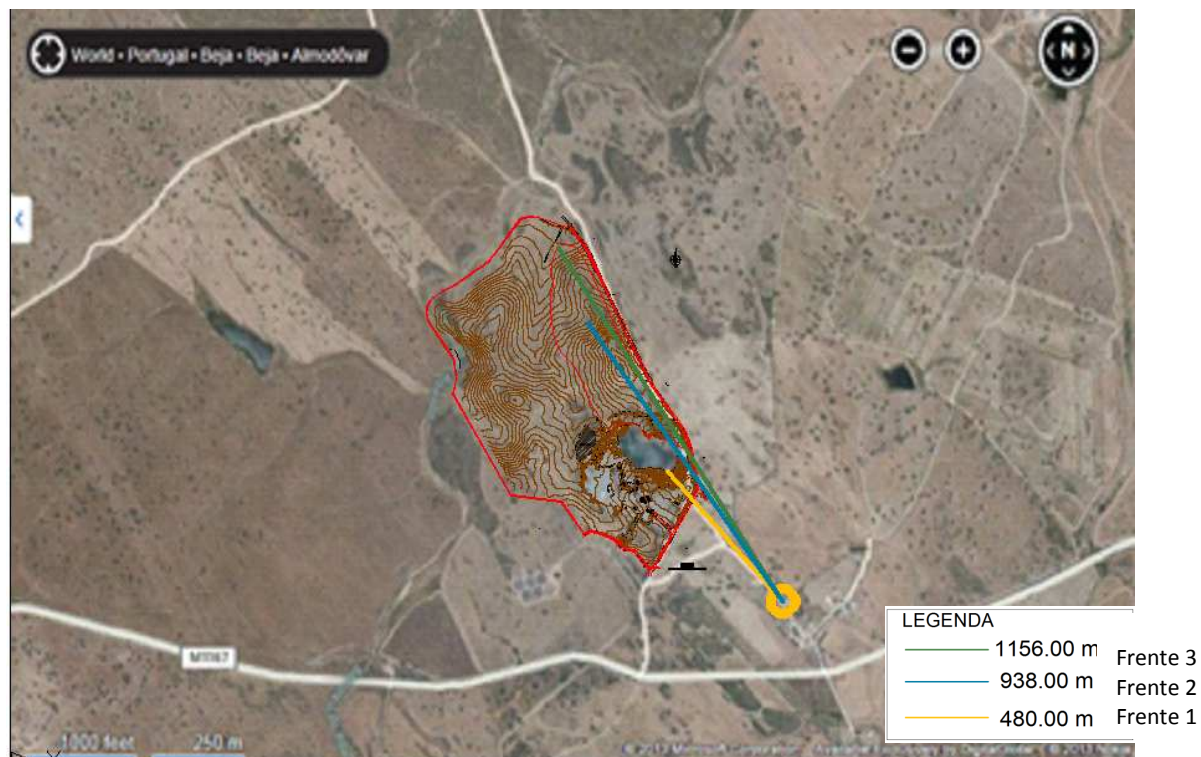 World • Portugal • Beja • Beja • Almodôvar
N
LEGENDA
1156.00 m Frente 3
938.00 m Frente 2
480.00 m Frente 1
1000 feet 250 m